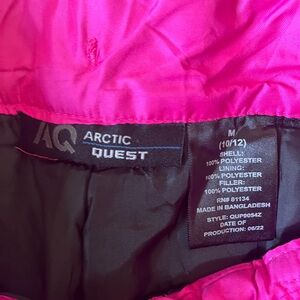 AQ ARCTIC
QUEST
M
(10/12)
SHELL:
100% POLYESTER
LINING:
100% POLYESTER
FILLER:
100% POLYESTER
RN# 81134
MADE IN BANGLADESH
STYLE: QUP9054Z
DATE OF
PRODUCTION: 06/22